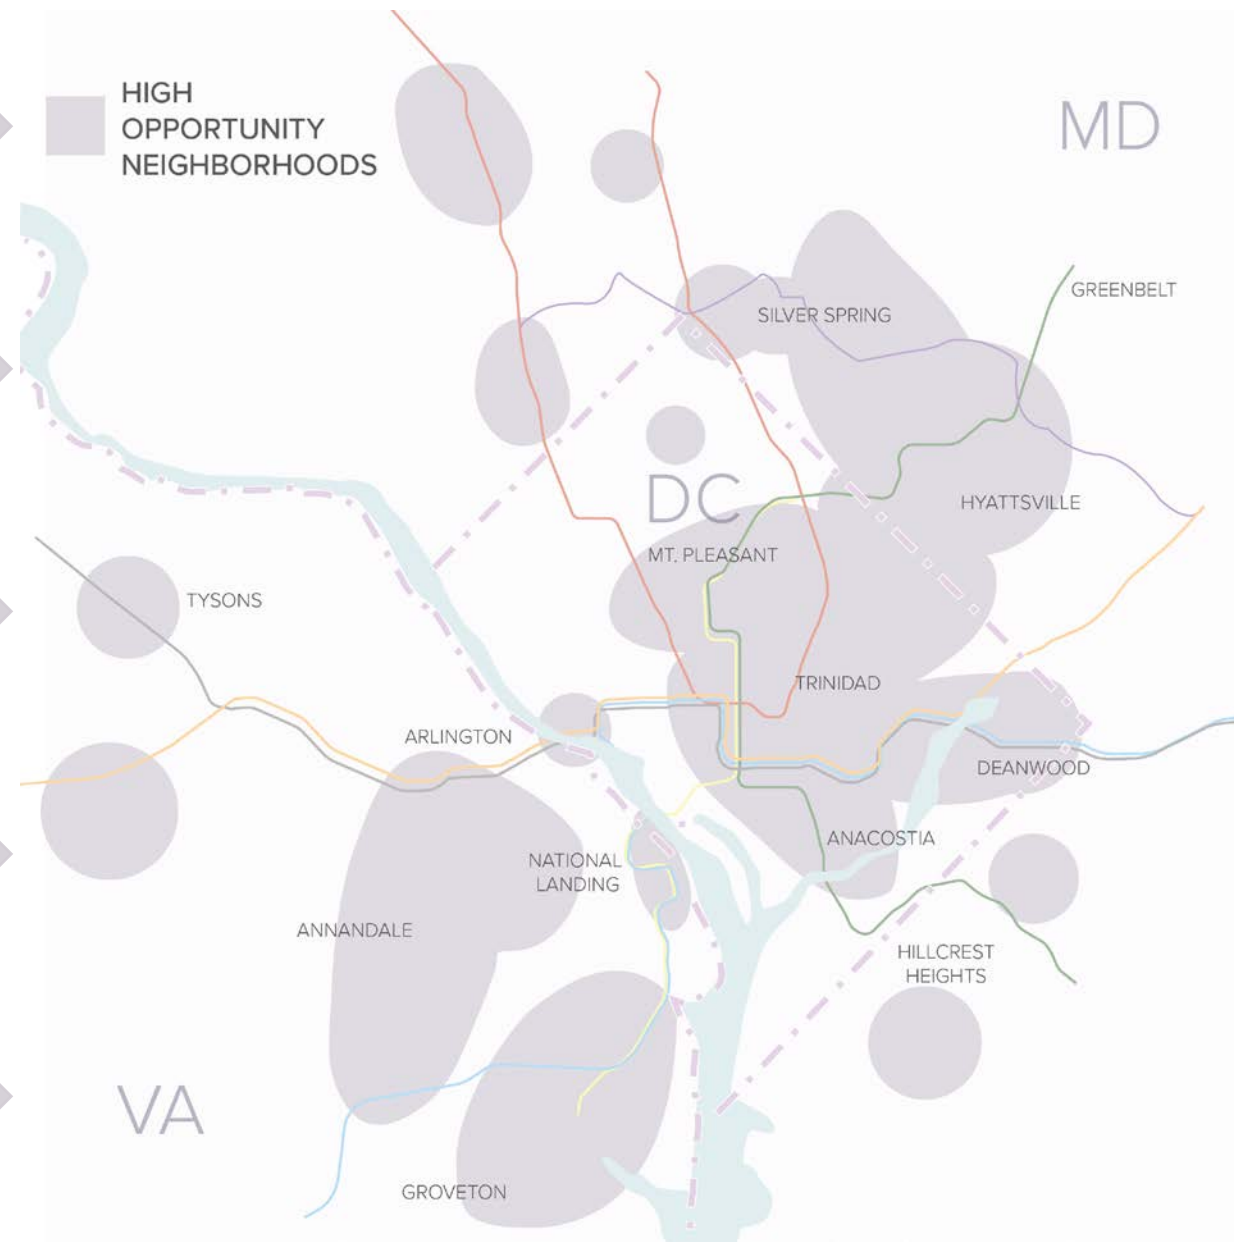 HIGH
OPPORTUNITY
NEIGHBORHOODS
MD
GREENBELT
SILVER SPRING
DC
HYATTSVILLE
MT. PLEASANT
TYSONS
TRINIDAD
ARLINGTON
DEANWOOD
ANACOSTIA
NATIONAL
LANDING
ANNANDALE
HILLCREST
HEIGHTS
VA
GROVETON